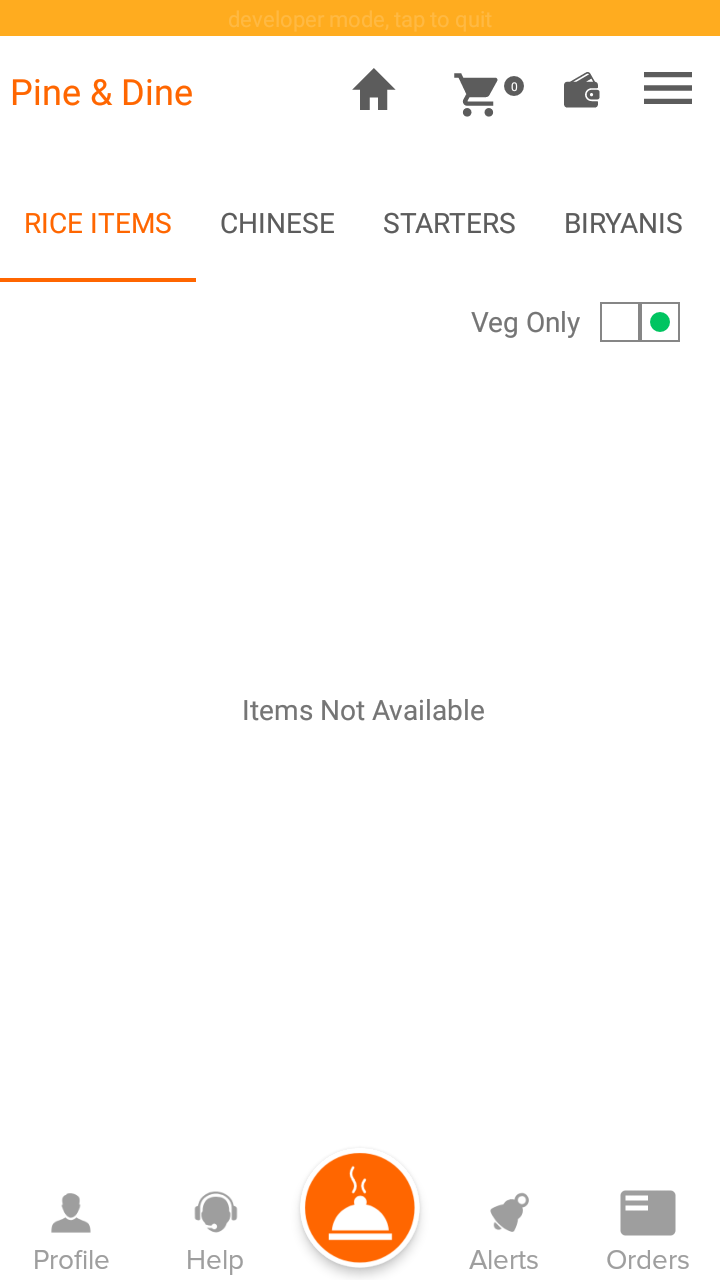 developer mode, tap to quit
Pine & Dine
0
RICE ITEMS CHINESE STARTERS BIRYANIS
Veg Only
Items Not Available
Profile Help Alerts Orders